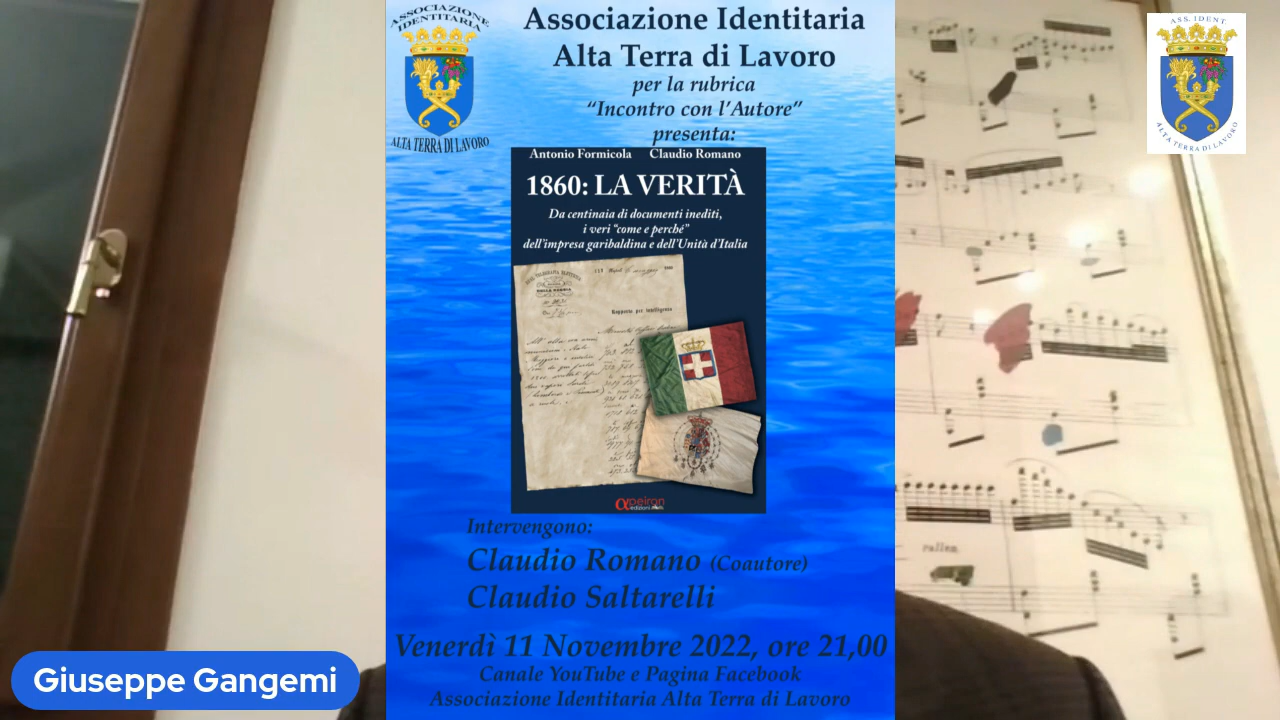 ASSOCIAZIONE
IDENTITARIA
ALTA TERRA DI LAVORO
Associazione Identitaria
Alta Terra di Lavoro
per la rubrica
“Incontro con l’Autore”
presenta:
Antonio Formicola Claudio Romano
1860: LA VERITÀ
Da centinaia di documenti inediti,
i veri “come e perché”
dell’impresa garibaldina e dell’Unità d’Italia
αpeiron
edizioni
Intervengono:
Claudio Romano (Coautore)
Claudio Saltarelli
Venerdì 11 Novembre 2022, ore 21,00
Canale YouTube e Pagina Facebook
Associazione Identitaria Alta Terra di Lavoro
ASS. IDENT
ALTA TERRA DI LAVORO
rallen.
Giuseppe Gangemi